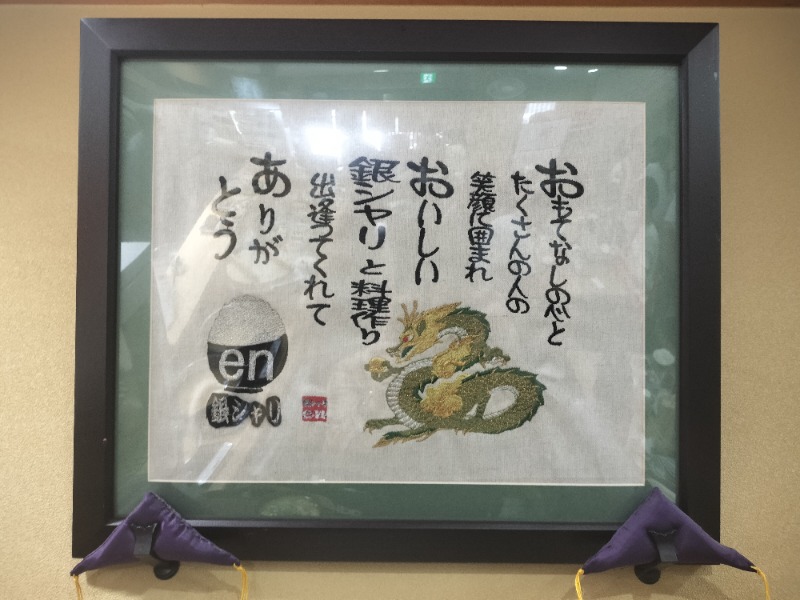 おもてなしの心と
たくさんの人の
笑顔に囲まれ
おいしい
銀シャリと料理作り
出逢ってくれて
ありが
とう
en
銀シャリ
en